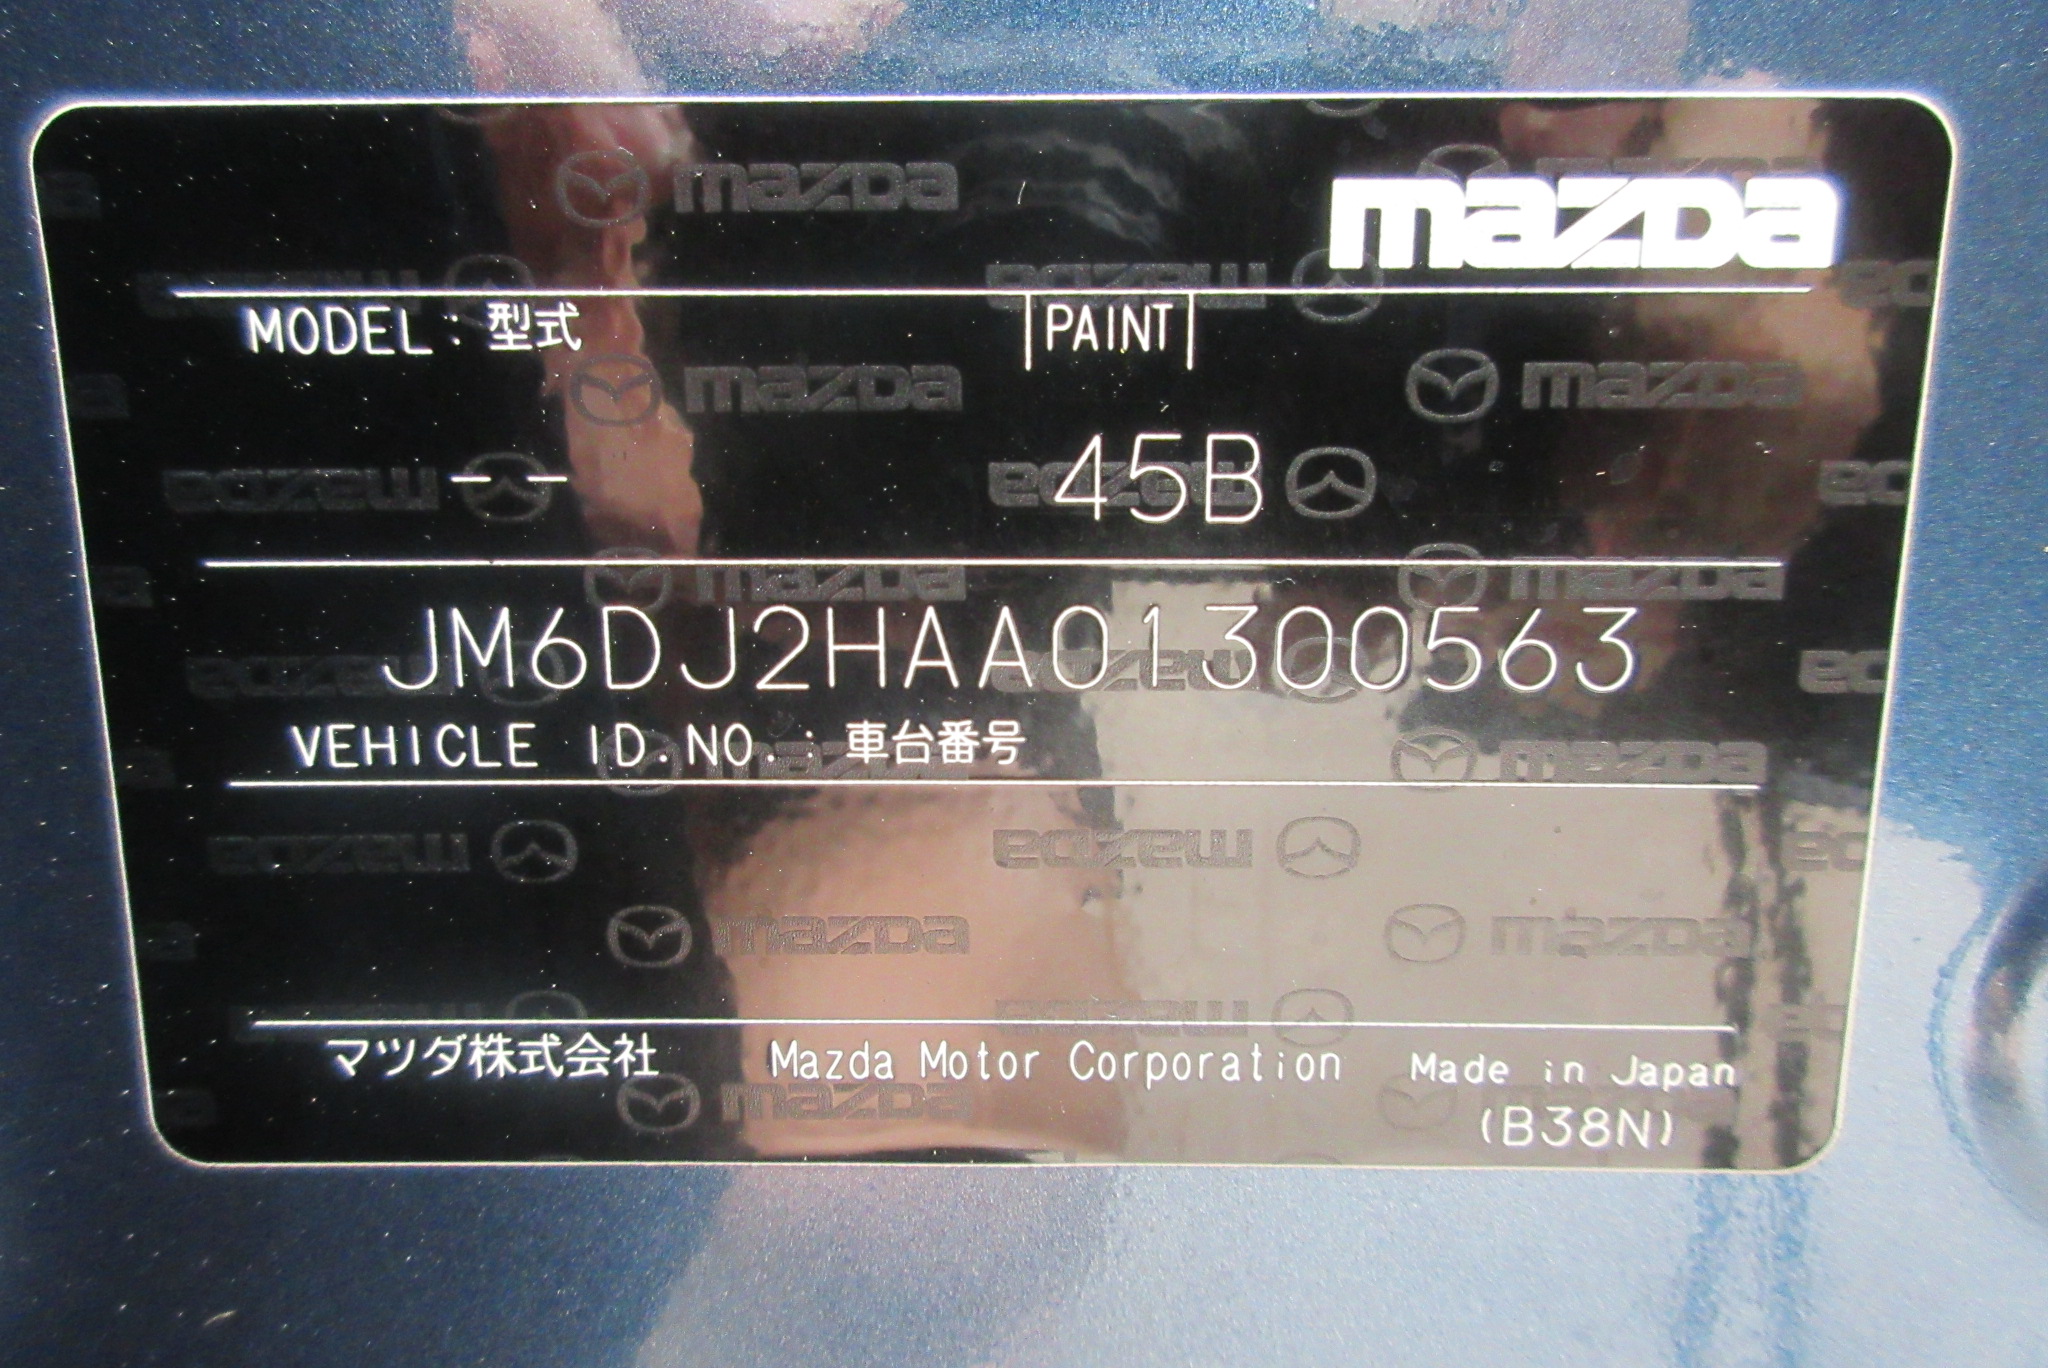 mazda
MODEL : 型式 PAINT
- - 45B
JM6DJ2HAA01300563
VEHICLE ID.NO. : 車台番号
マツダ株式会社 Mazda Motor Corporation Made in Japan
(B38N)